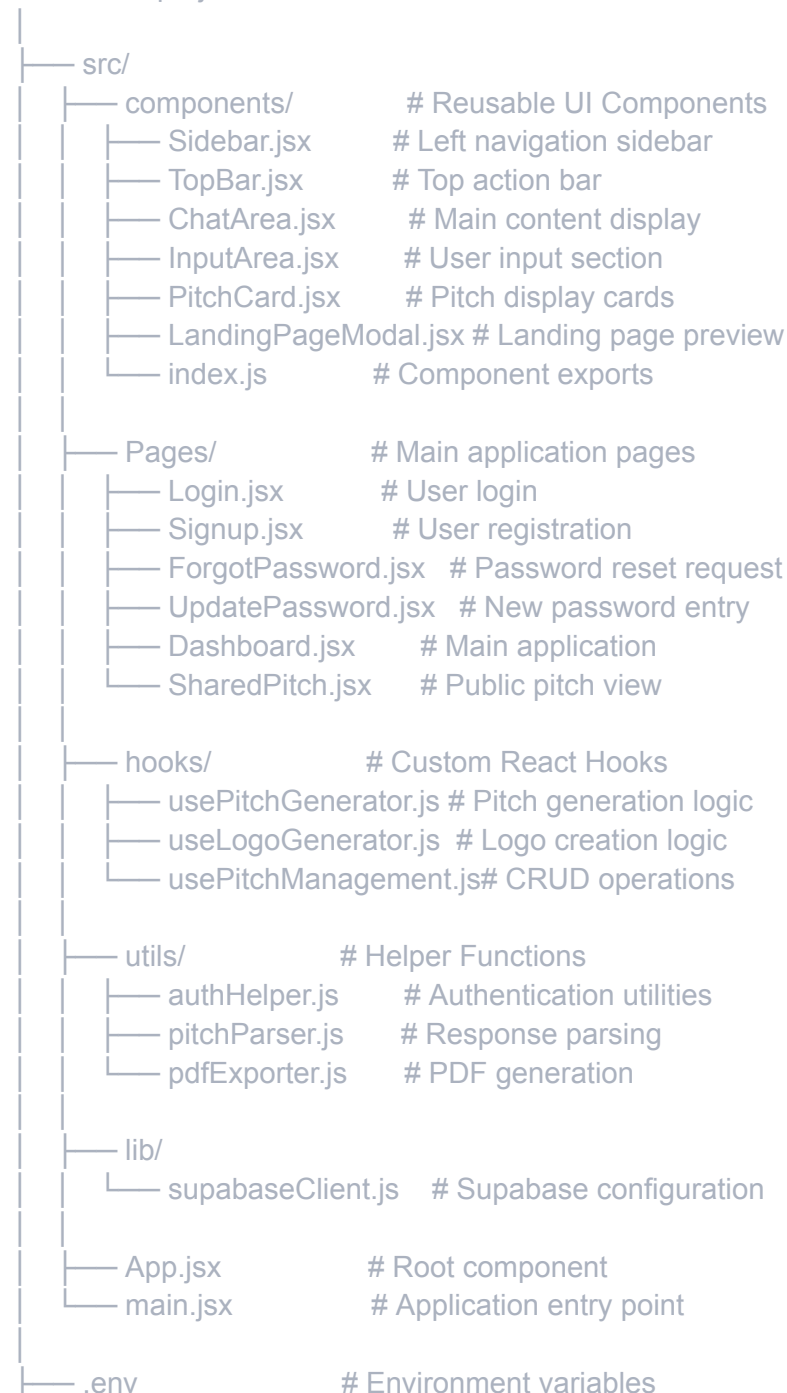 │
├── src/
│ ├── components/ # Reusable UI Components
│ │ ├── Sidebar.jsx # Left navigation sidebar
│ │ ├── TopBar.jsx # Top action bar
│ │ ├── ChatArea.jsx # Main content display
│ │ ├── InputArea.jsx # User input section
│ │ ├── PitchCard.jsx # Pitch display cards
│ │ ├── LandingPageModal.jsx # Landing page preview
│ │ └── index.js # Component exports
│ │
│ ├── Pages/ # Main application pages
│ │ ├── Login.jsx # User login
│ │ ├── Signup.jsx # User registration
│ │ ├── ForgotPassword.jsx # Password reset request
│ │ ├── UpdatePassword.jsx # New password entry
│ │ ├── Dashboard.jsx # Main application
│ │ └── SharedPitch.jsx # Public pitch view
│ │
│ ├── hooks/ # Custom React Hooks
│ │ ├── usePitchGenerator.js # Pitch generation logic
│ │ ├── useLogoGenerator.js # Logo creation logic
│ │ └── usePitchManagement.js# CRUD operations
│ │
│ ├── utils/ # Helper Functions
│ │ ├── authHelper.js # Authentication utilities
│ │ ├── pitchParser.js # Response parsing
│ │ └── pdfExporter.js # PDF generation
│ │
│ ├── lib/
│ │ └── supabaseClient.js # Supabase configuration
│ │
│ ├── App.jsx # Root component
│ └── main.jsx # Application entry point
│
├── .env # Environment variables